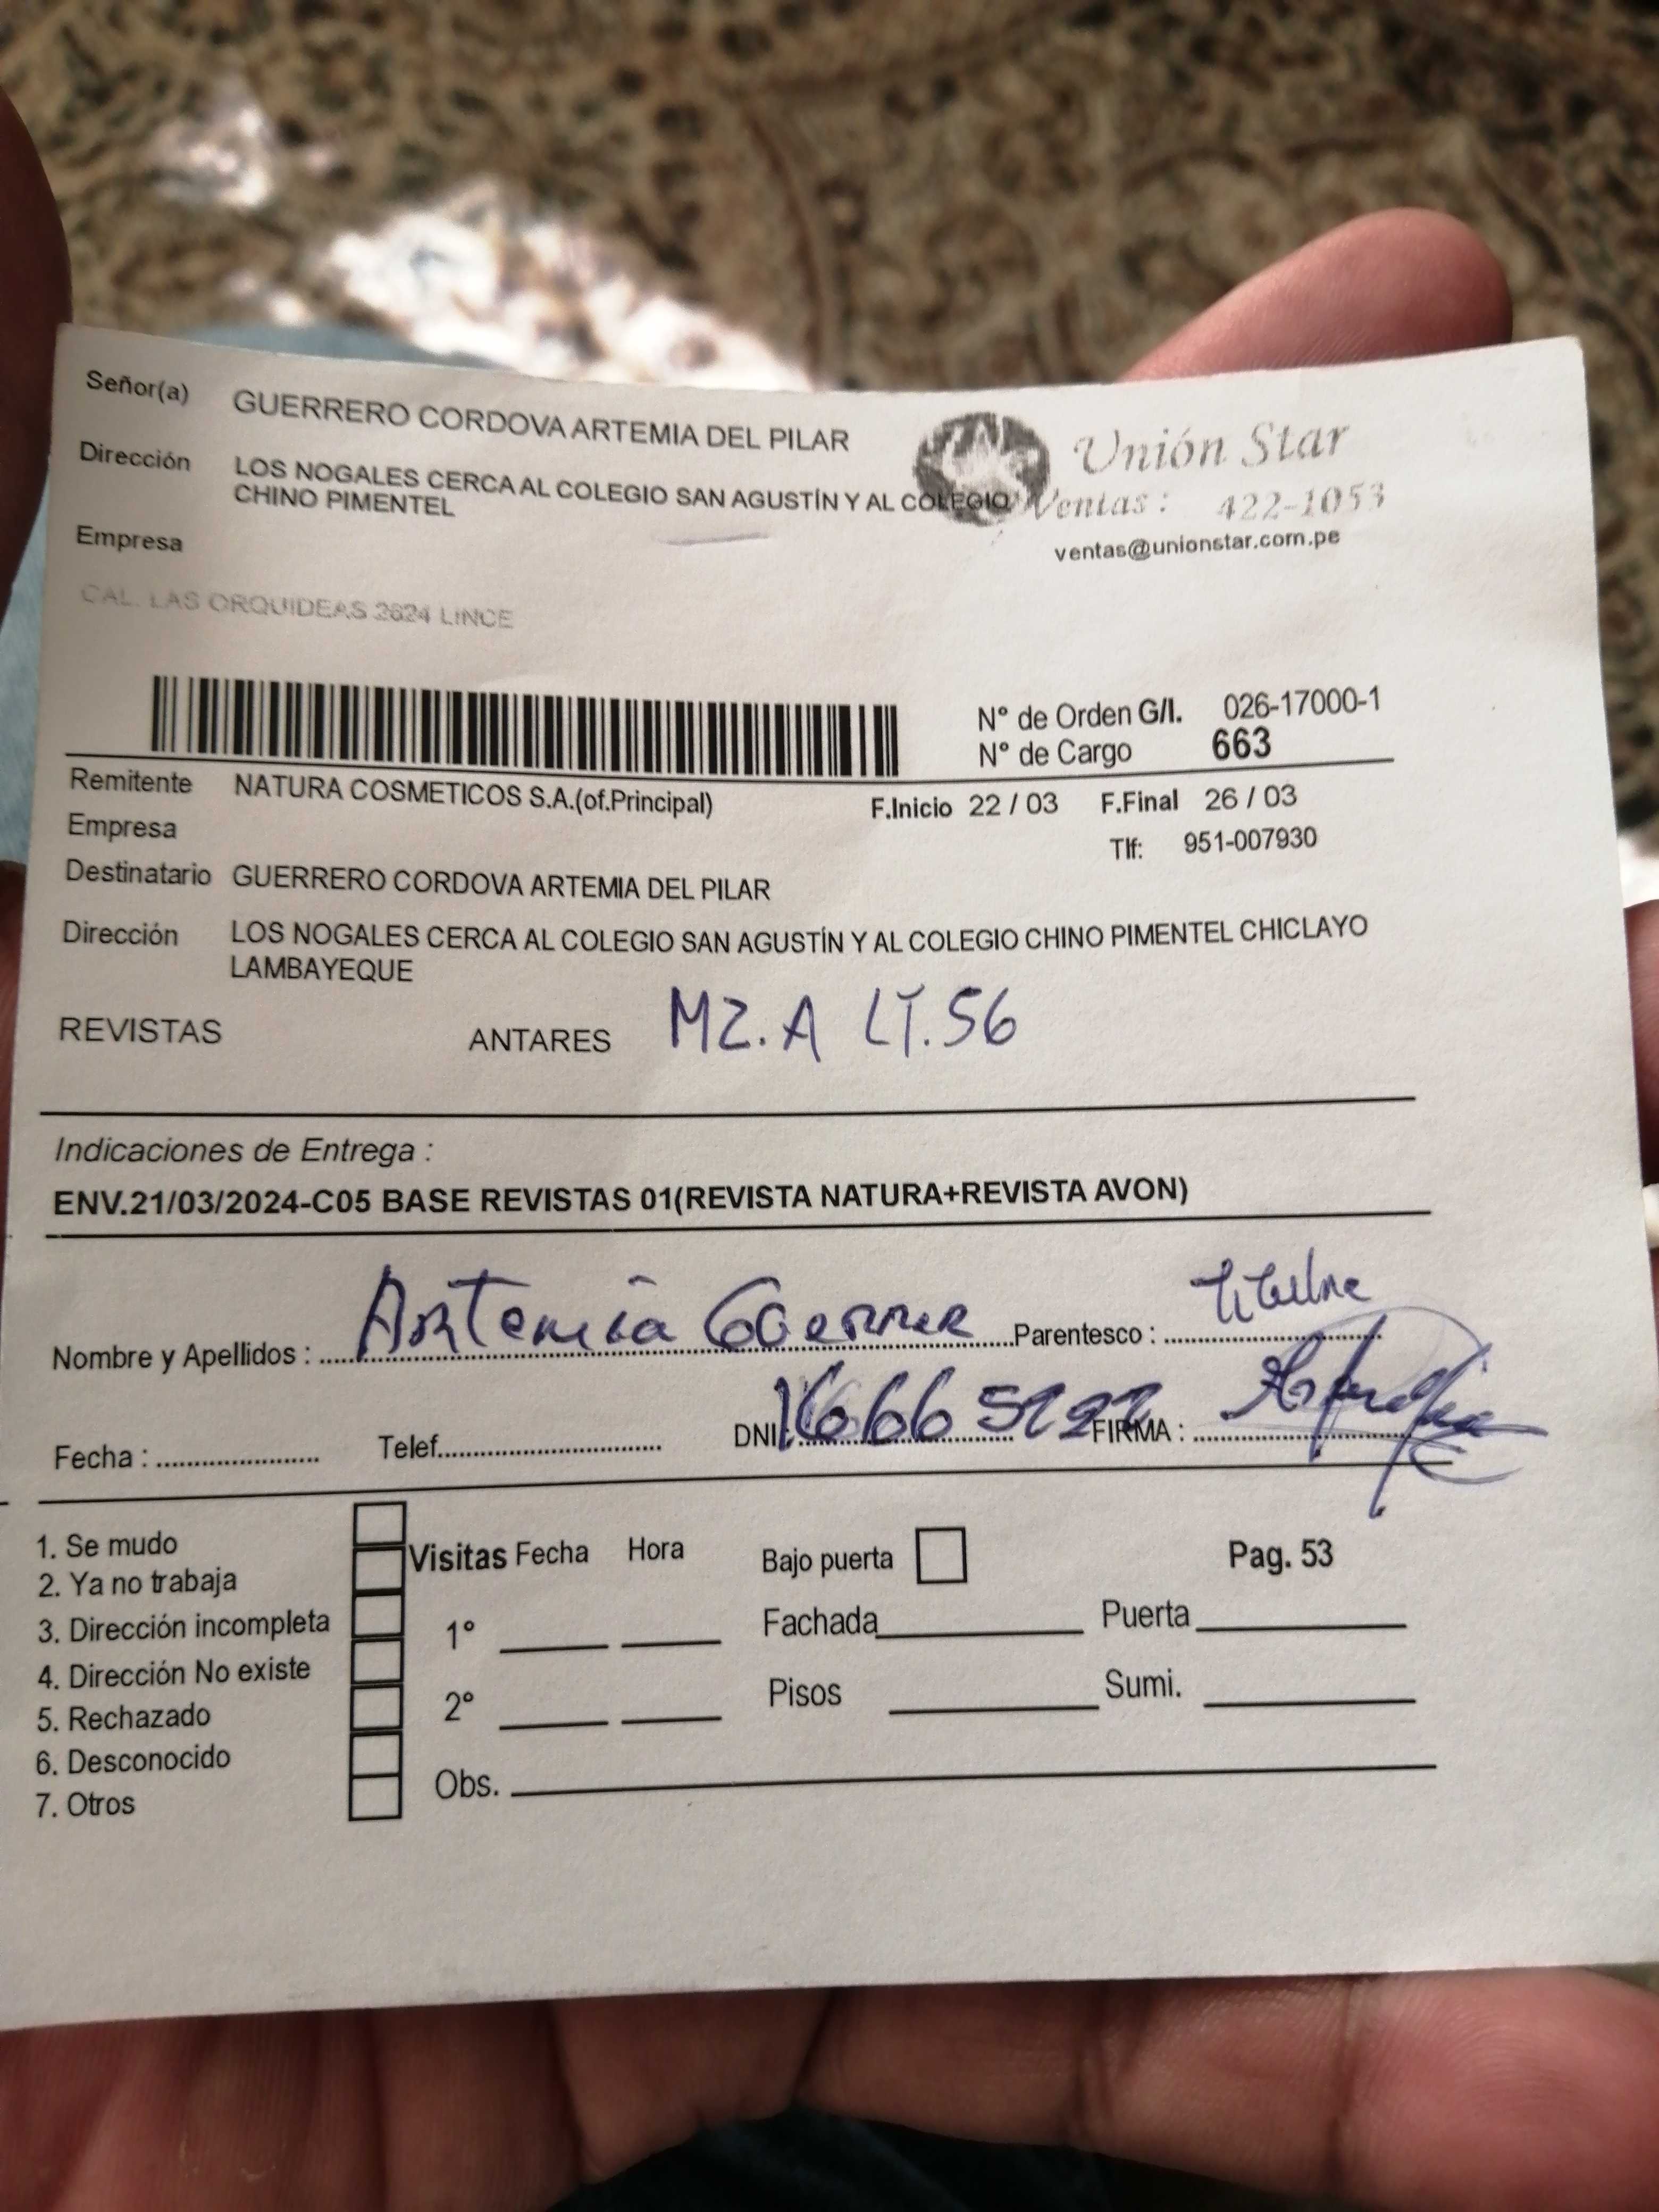 Señor(a) GUERRERO CORDOVA ARTEMIA DEL PILAR
Dirección LOS NOGALES CERCA AL COLEGIO SAN AGUSTÍN Y AL COLEGIO
CHINO PIMENTEL
Unión Star
Ventas : 422-1053
ventas@unionstar.com.pe
Empresa
CAL. LAS ORQUIDEAS 2624 LINCE
N° de Orden G/I. 026-17000-1
N° de Cargo 663
Remitente NATURA COSMETICOS S.A.(of.Principal) F.Inicio 22 / 03 F.Final 26 / 03
Empresa Tlf: 951-007930
Destinatario GUERRERO CORDOVA ARTEMIA DEL PILAR
Dirección LOS NOGALES CERCA AL COLEGIO SAN AGUSTÍN Y AL COLEGIO CHINO PIMENTEL CHICLAYO
LAMBAYEQUE
REVISTAS ANTARES MZ.A LT.56
Indicaciones de Entrega :
ENV.21/03/2024-C05 BASE REVISTAS 01(REVISTA NATURA+REVISTA AVON)
Nombre y Apellidos : Artemia Parentesco :
Fecha : Telef. DNI: FIRMA :
1. Se mudo
2. Ya no trabaja
3. Dirección incompleta
4. Dirección No existe
5. Rechazado
6. Desconocido
7. Otros
Visitas Fecha Hora Bajo puerta Pag. 53
1° Fachada Puerta
2° Pisos Sumi.
Obs.